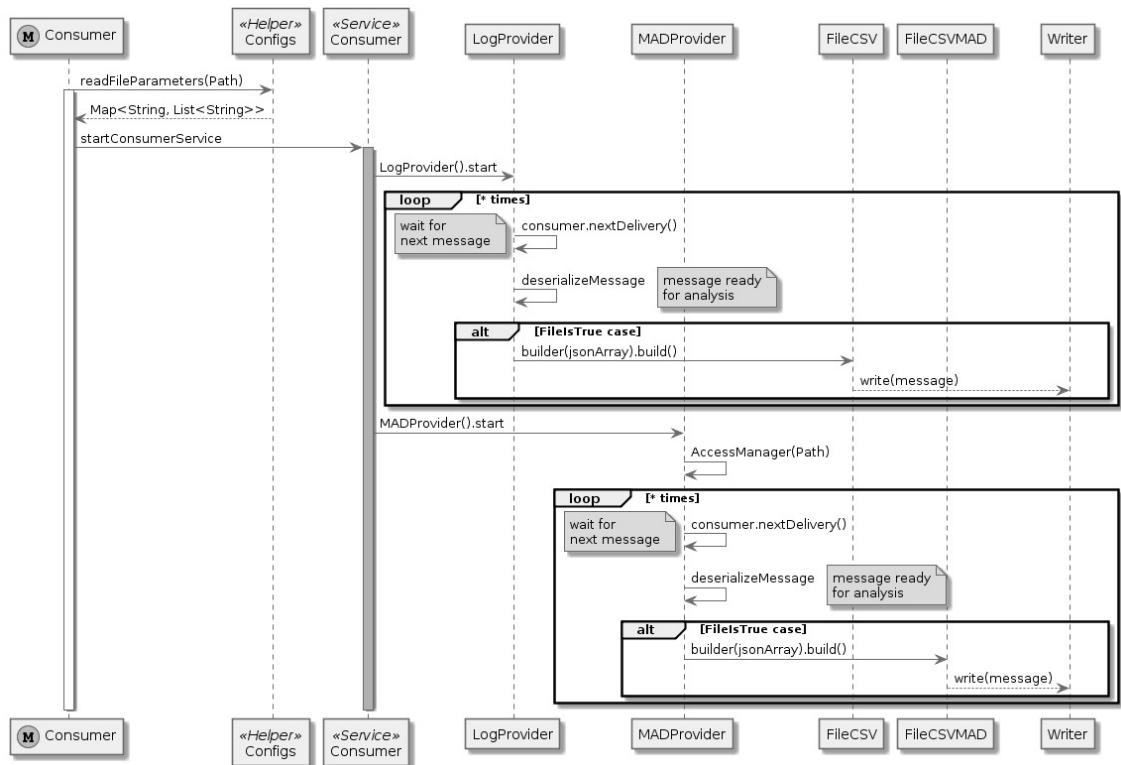 M Consumer
«Helper»
Configs
«Service»
Consumer
LogProvider
MADProvider
FileCSV
FileCSVMAD
Writer
readFileParameters(Path)
Map<String, List<String>>
startConsumerService
LogProvider().start
loop [* times]
wait for
next message
consumer.nextDelivery()
deserializeMessage
message ready
for analysis
alt [FileIsTrue case]
builder(jsonArray).build()
write(message)
MADProvider().start
AccessManager(Path)
loop [* times]
wait for
next message
consumer.nextDelivery()
deserializeMessage
message ready
for analysis
alt [FileIsTrue case]
builder(jsonArray).build()
write(message)
M Consumer
«Helper»
Configs
«Service»
Consumer
LogProvider
MADProvider
FileCSV
FileCSVMAD
Writer